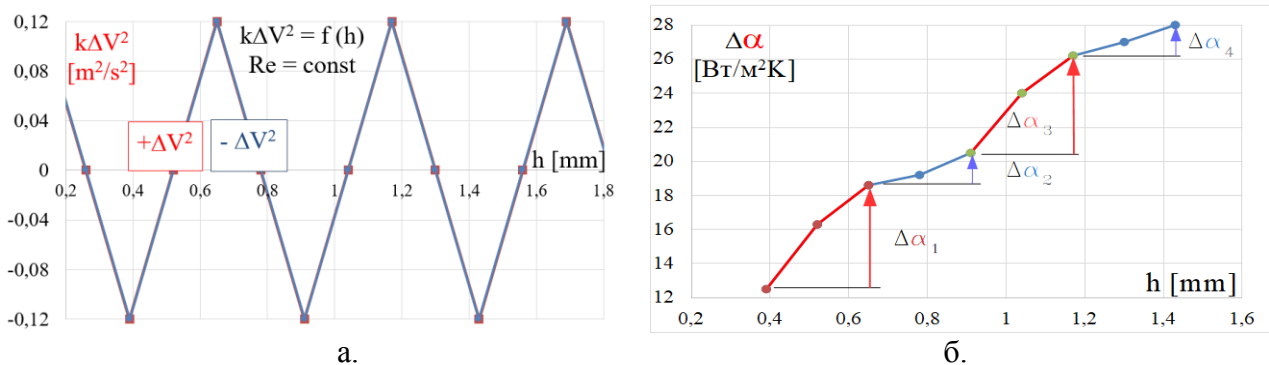 0,12
0,08
0,04
0
-0,04
-0,08
-0,12
kΔV²
[m²/s²]
kΔV² = f (h)
Re = const
+ΔV²
- ΔV²
h [mm]
0,2 0,4 0,6 0,8 1 1,2 1,4 1,6 1,8
а.
28
26
24
22
20
18
16
14
12
Δα
[Вт/м²K]
Δα₁
Δα₂
Δα₃
Δα₄
h [mm]
0,2 0,4 0,6 0,8 1 1,2 1,4 1,6
б.